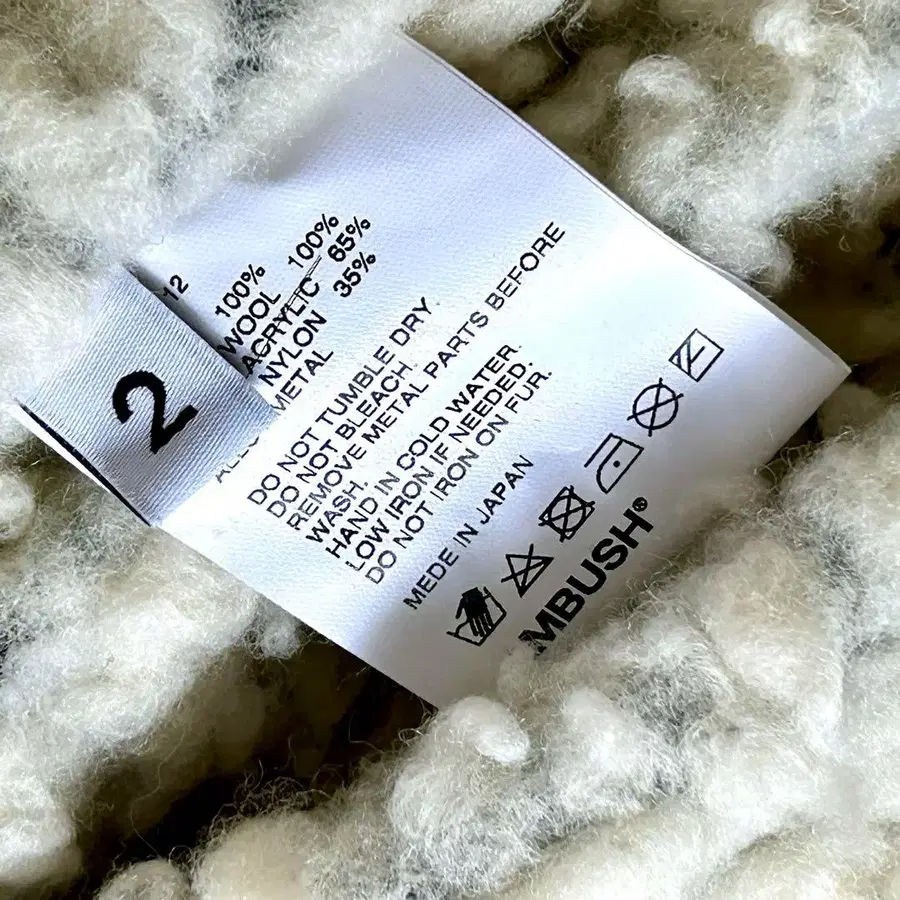 2
12
100%
WOOL 100%
ACRYLIC 65%
NYLON 35%
METAL
DO NOT TUMBLE DRY
DO NOT BLEACH
REMOVE METAL PARTS BEFORE
WASH.
HAND IN COLD WATER.
LOW IRON IF NEEDED.
DO NOT IRON ON FUR.
MEDE IN JAPAN
MBUSH®